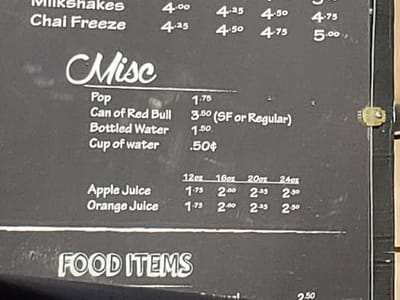 Milkshakes 4.00 4.25 4.50 4.75
Chai Freeze 4.25 4.50 4.75 5.00
Misc
Pop 1.75
Can of Red Bull 3.50 (SF or Regular)
Bottled Water 1.50
Cup of water .50¢
12oz 16oz 20oz 24oz
Apple Juice 1.75 2.00 2.25 2.50
Orange Juice 1.75 2.00 2.25 2.50
FOOD ITEMS
2.50